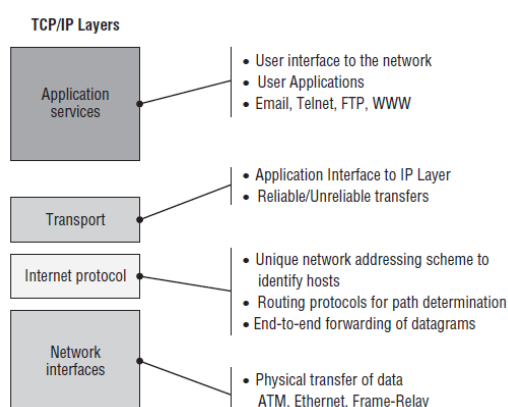 TCP/IP Layers
Application
services
• User interface to the network
• User Applications
• Email, Telnet, FTP, WWW
Transport
• Application Interface to IP Layer
• Reliable/Unreliable transfers
Internet protocol
• Unique network addressing scheme to
identify hosts
• Routing protocols for path determination
• End-to-end forwarding of datagrams
Network
interfaces
• Physical transfer of data
ATM, Ethernet, Frame-Relay